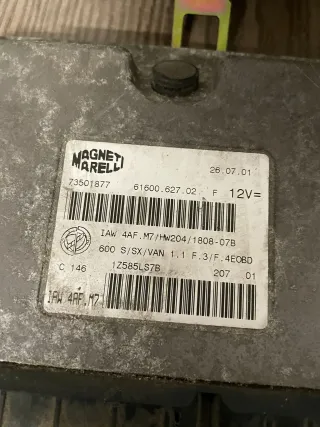 MAGNETI
MARELLI
26.07.01
73501877 61600.627.02 F 12V=
IAW 4AF.M7/HW204/1808-07B
600 S/SX/VAN 1.1 F.3/F.4EOBD
C 146 1Z585LS7B 207 01
IAW 4AF.M7